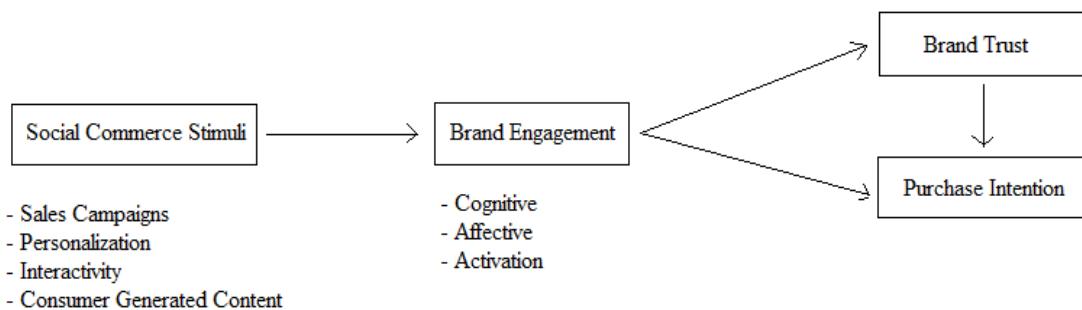 Brand Trust
Social Commerce Stimuli
Brand Engagement
Purchase Intention
- Sales Campaigns
- Personalization
- Interactivity
- Consumer Generated Content
- Cognitive
- Affective
- Activation